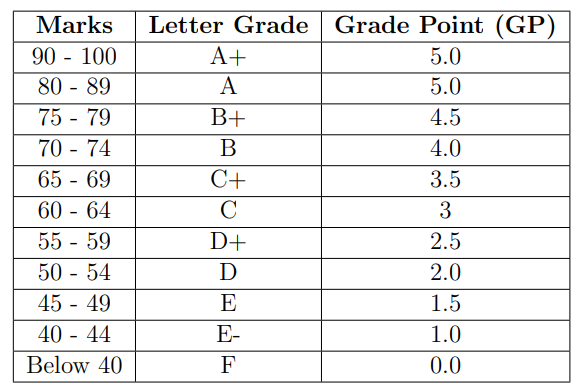 Marks Letter Grade Grade Point (GP)
90 - 100 A+ 5.0
80 - 89 A 5.0
75 - 79 B+ 4.5
70 - 74 B 4.0
65 - 69 C+ 3.5
60 - 64 C 3
55 - 59 D+ 2.5
50 - 54 D 2.0
45 - 49 E 1.5
40 - 44 E- 1.0
Below 40 F 0.0